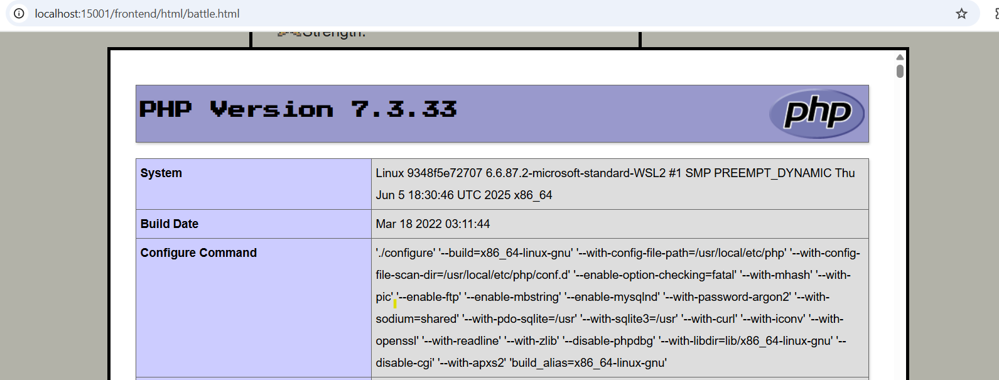 localhost:15001/frontend/html/battle.html
Strength:
PHP Version 7.3.33
php
System
Linux 9348f5e72707 6.6.87.2-microsoft-standard-WSL2 #1 SMP PREEMPT_DYNAMIC Thu
Jun 5 18:30:46 UTC 2025 x86_64
Build Date
Mar 18 2022 03:11:44
Configure Command
'./configure' '--build=x86_64-linux-gnu' '--with-config-file-path=/usr/local/etc/php' '--with-config-
file-scan-dir=/usr/local/etc/php/conf.d' '--enable-option-checking=fatal' '--with-mhash' '--with-
pic' '--enable-ftp' '--enable-mbstring' '--enable-mysqlnd' '--with-password-argon2' '--with-
sodium=shared' '--with-pdo-sqlite=/usr' '--with-sqlite3=/usr' '--with-curl' '--with-iconv' '--with-
openssl' '--with-readline' '--with-zlib' '--disable-phpdbg' '--with-libdir=lib/x86_64-linux-gnu' '--
disable-cgi' '--with-apxs2' 'build_alias=x86_64-linux-gnu'